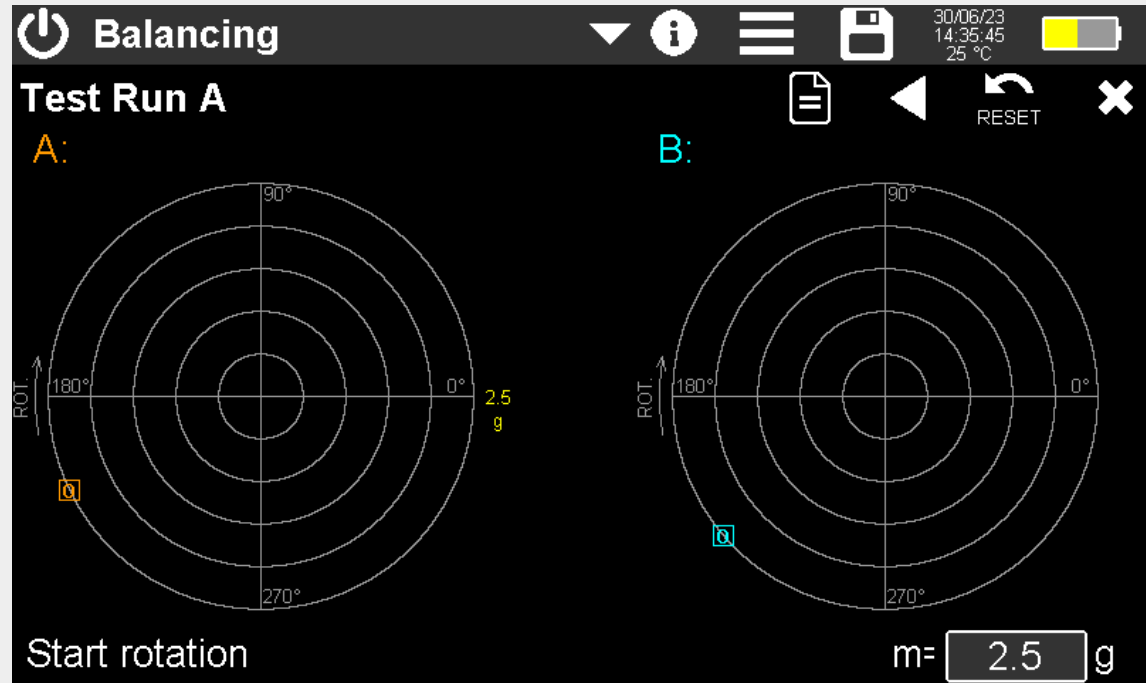 Balancing
30/06/23
14:35:45
25 °C
Test Run A
RESET
A:
B:
90°
90°
ROT.
180°
0°
2.5
g
ROT.
180°
0°
0
0
270°
270°
Start rotation
m= 2.5 g